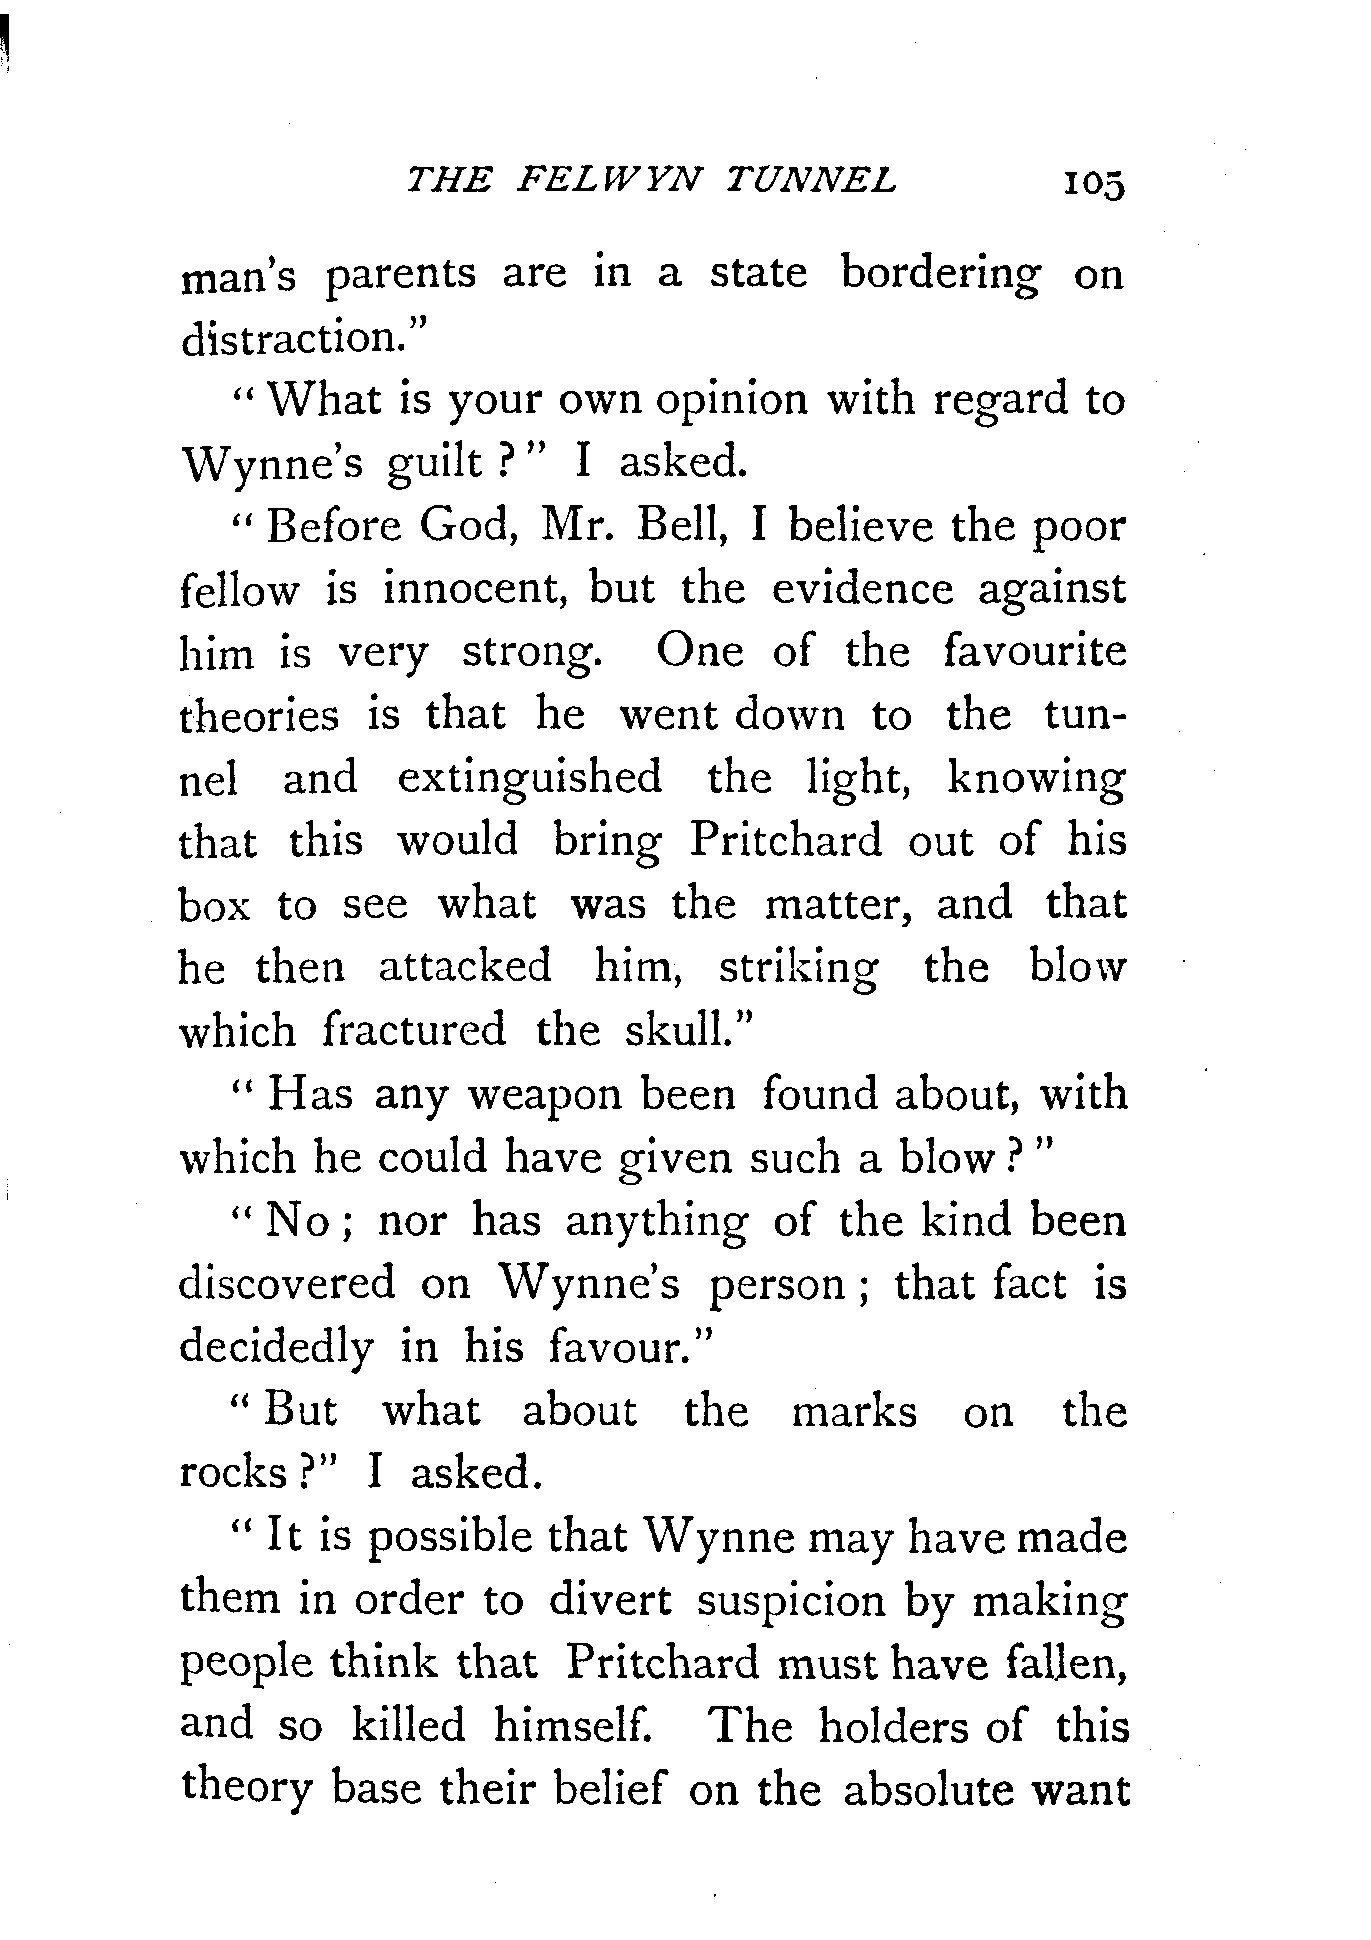 THE FELWYN TUNNEL 105
man's parents are in a state bordering on
distraction."
"What is your own opinion with regard to
Wynne's guilt?" I asked.
"Before God, Mr. Bell, I believe the poor
fellow is innocent, but the evidence against
him is very strong. One of the favourite
theories is that he went down to the tun-
nel and extinguished the light, knowing
that this would bring Pritchard out of his
box to see what was the matter, and that
he then attacked him, striking the blow
which fractured the skull."
"Has any weapon been found about, with
which he could have given such a blow?"
"No; nor has anything of the kind been
discovered on Wynne's person; that fact is
decidedly in his favour."
"But what about the marks on the
rocks?" I asked.
"It is possible that Wynne may have made
them in order to divert suspicion by making
people think that Pritchard must have fallen,
and so killed himself. The holders of this
theory base their belief on the absolute want